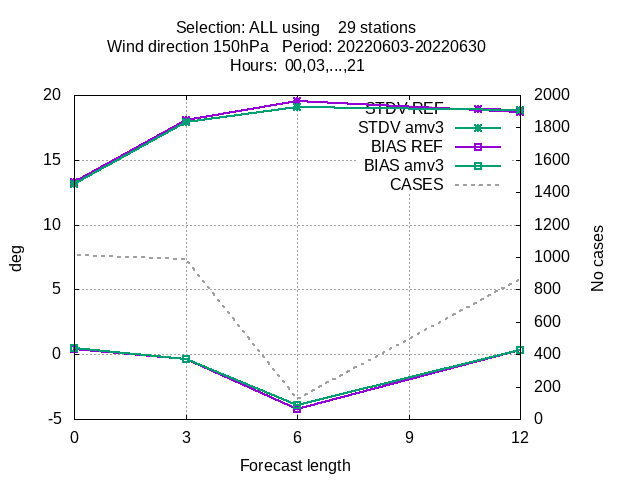 Selection: ALL using 29 stations
Wind direction 150hPa Period: 20220603-20220630
Hours: 00,03,...,21
20 2000
STDV REF
1800
STDV amv3
BIAS REF
15 1600
BIAS amv3
CASES
1400
10 1200
deg
No cases
1000
5 800
600
0 400
200
-5 0
0 3 6 9 12
Forecast length